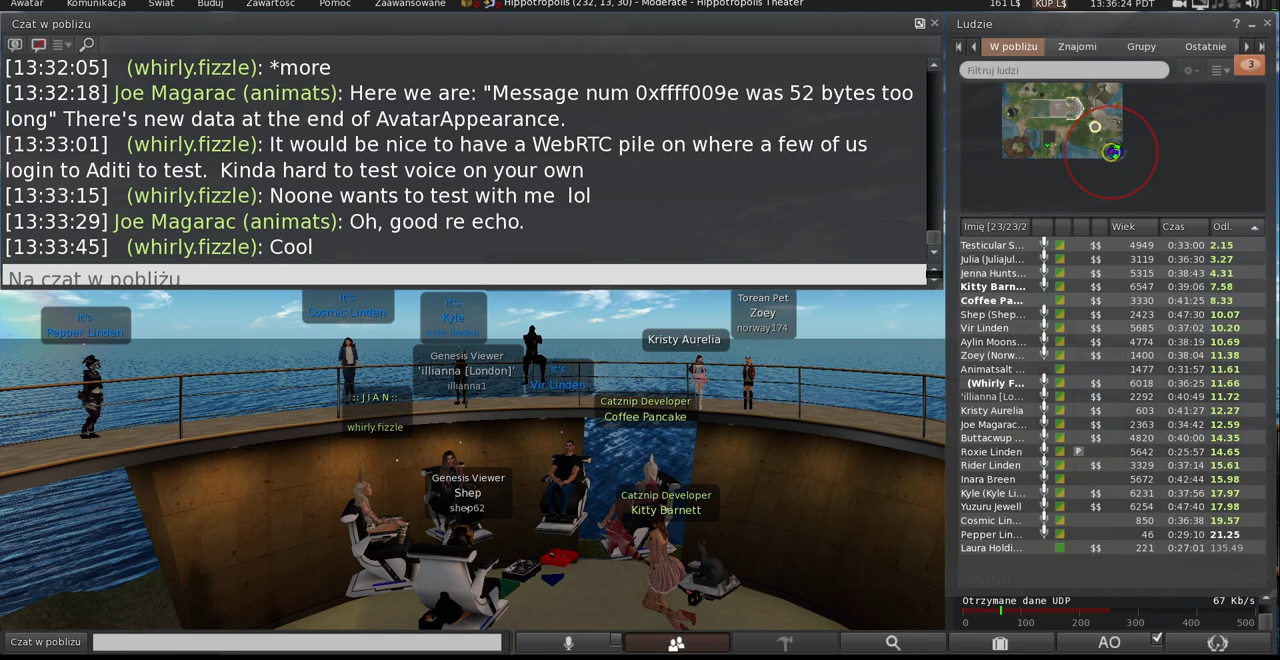 Awatar Komunikacja Świat Buduj Zawartość Pomoc Zaawansowane Hippotropolis (232, 13, 30) - Moderate - Hippotropolis Theater 161 L$ KUP L$ 13:36:24 PDT
Czat w pobliżu
[13:32:05] (whirly.fizzle): *more
[13:32:18] Joe Magarac (animats): Here we are: "Message num 0xffff009e was 52 bytes too
long" There's new data at the end of AvatarAppearance.
[13:33:01] (whirly.fizzle): It would be nice to have a WebRTC pile on where a few of us
login to Aditi to test. Kinda hard to test voice on your own
[13:33:15] (whirly.fizzle): Noone wants to test with me lol
[13:33:29] Joe Magarac (animats): Oh, good re echo.
[13:33:45] (whirly.fizzle): Cool
Na czat w pobliżu
It's
Pepper Linden
It's
Cosmic Linden
It's
Kyle
kyle.linden
Torean Pet
Zoey
norway174
Kristy Aurelia
Genesis Viewer
'illianna [London]'
illianna1
It's
Vir Linden
:: J I A N ::
whirly.fizzle
Catznip Developer
Coffee Pancake
Genesis Viewer
Shep
shep62
Catznip Developer
Kitty Barnett
Czat w pobliżu
Ludzie ?
W pobliżu Znajomi Grupy Ostatnie
Filtruj ludzi 3
Imię [23/23/2 Wiek Czas Odl.
Testicular S... $$ 4949 0:33:00 2.15
Julia (JuliaJul... $$ 3119 0:36:30 3.27
Jenna Hunts... $$ 5315 0:38:43 4.31
Kitty Barn... $$ 6547 0:39:06 7.58
Coffee Pa... $$ 3330 0:41:25 8.33
Shep (Shep... $$ 2423 0:47:30 10.07
Vir Linden $$ 5685 0:37:02 10.20
Aylin Moons... $$ 4774 0:38:19 10.69
Zoey (Norw... $$ 1400 0:38:04 11.38
Animatsalt ... 1477 0:31:57 11.61
(Whirly F... $$ 6018 0:36:25 11.66
'illianna [Lo... $$ 2292 0:40:49 11.72
Kristy Aurelia $$ 603 0:41:27 12.27
Joe Magarac... $$ 2363 0:34:42 12.59
Buttacwup ... $$ 4820 0:40:00 14.35
Roxie Linden P 5642 0:25:57 14.65
Rider Linden $$ 3329 0:37:14 15.61
Inara Breen 5672 0:42:44 15.98
Kyle (Kyle Li... $$ 6231 0:37:56 17.97
Yuzuru Jewell $$ 6254 0:47:40 17.98
Cosmic Lin... 850 0:36:38 19.57
Pepper Lin... 46 0:29:10 21.25
Laura Holdi... $$ 221 0:27:01 135.49
Otrzymane dane UDP 67 Kb/s
0 100 200 300 400 500
AO